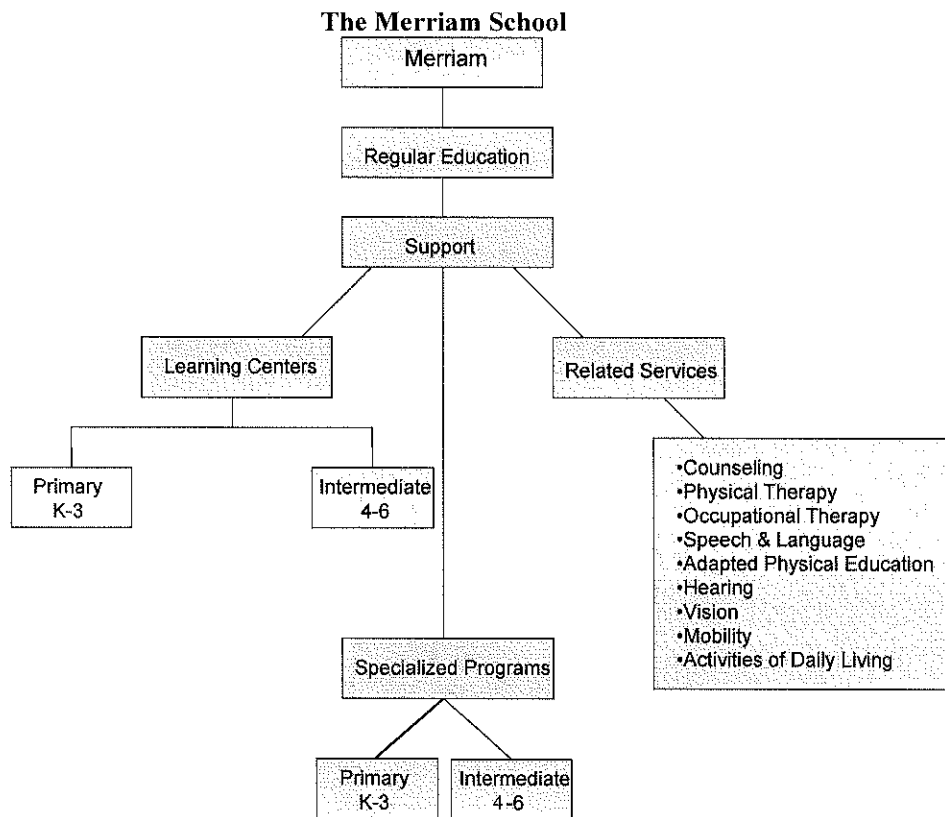 The Merriam School
Merriam
Regular Education
Support
Learning Centers
Related Services
Primary
K-3
Intermediate
4-6
•Counseling
•Physical Therapy
•Occupational Therapy
•Speech & Language
•Adapted Physical Education
•Hearing
•Vision
•Mobility
•Activities of Daily Living
Specialized Programs
Primary
K-3
Intermediate
4-6